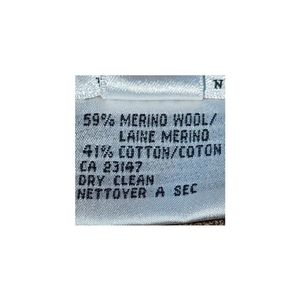 N
59% MERINO WOOL/
LAINE MERINO
41% COTTON/COTON
CA 23147
DRY CLEAN
NETTOYER A SEC